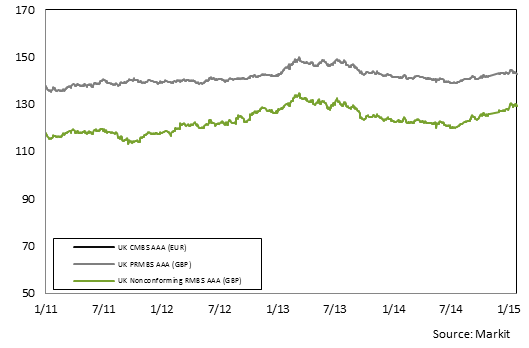 170
150
130
110
90
70
50
UK CMBS AAA (EUR)
UK PRMBS AAA (GBP)
UK Nonconforming RMBS AAA (GBP)
1/11 7/11 1/12 7/12 1/13 7/13 1/14 7/14 1/15
Source: Markit